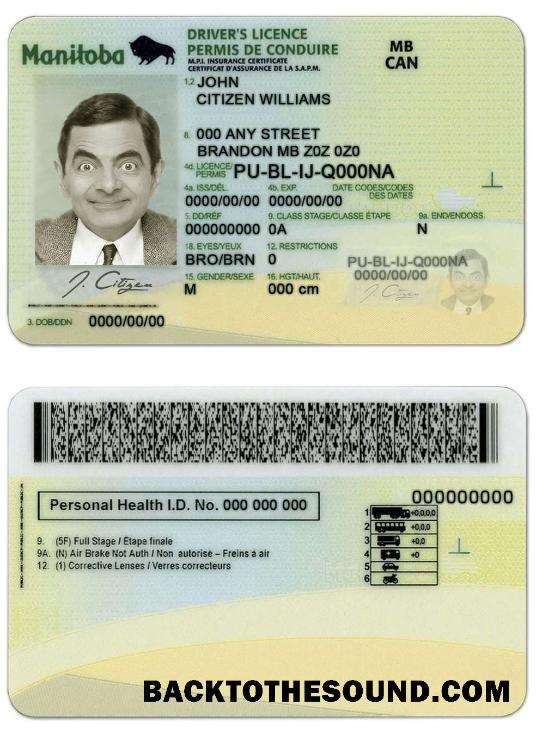 Manitoba
DRIVER'S LICENCE
PERMIS DE CONDUIRE
M.P.I. INSURANCE CERTIFICATE
CERTIFICAT D'ASSURANCE DE LA S.A.P.M.
MB
CAN
1,2 JOHN
CITIZEN WILLIAMS
8. 000 ANY STREET
BRANDON MB Z0Z 0Z0
4d. LICENCE/PERMIS PU-BL-IJ-Q000NA
4a. ISS/DÉL. 4b. EXP. DATE CODES/CODES DES DATES
0000/00/00 0000/00/00
5. DD/RÉF 9. CLASS STAGE/CLASSE ÉTAPE 9a. END/ENDOSS.
000000000 0A N
18. EYES/YEUX 12. RESTRICTIONS
BRO/BRN 0
15. GENDER/SEXE 16. HGT/HAUT.
M 000 cm
PU-BL-IJ-Q000NA
0000/00/00
J. Citizen
J. Citizen
3. DOB/DDN 0000/00/00
Personal Health I.D. No. 000 000 000
000000000
9. (5F) Full Stage / Etape finale
9A. (N) Air Brake Not Auth / Non autorise – Freins à air
12. (1) Corrective Lenses / Verres correcteurs
1 +0,0,0
2 +0,0
3 +0,0
4 +0
5
6
BACKTOTHESOUND.COM